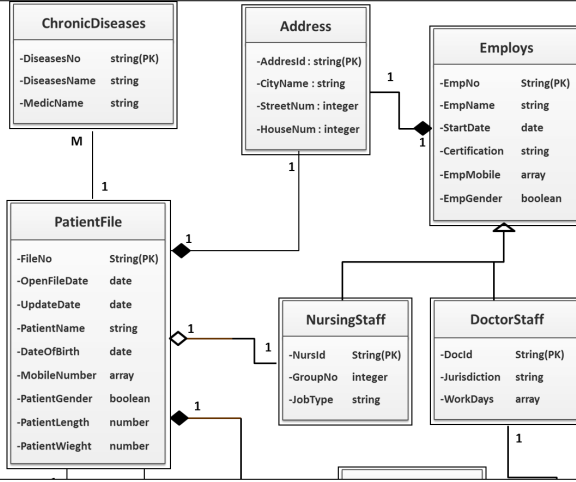 ChronicDiseases
-DiseasesNo string(PK)
-DiseasesName string
-MedicName string
M
1
Address
-AddresId : string(PK)
-CityName : string
-StreetNum : integer
-HouseNum : integer
1
1
1
1
Employs
-EmpNo String(PK)
-EmpName string
-StartDate date
-Certification string
-EmpMobile array
-EmpGender boolean
PatientFile
-FileNo String(PK)
-OpenFileDate date
-UpdateDate date
-PatientName string
-DateOfBirth date
-MobileNumber array
-PatientGender boolean
-PatientLength number
-PatientWieght number
1
1
1
NursingStaff
-NursId String(PK)
-GroupNo integer
-JobType string
DoctorStaff
-DocId String(PK)
-Jurisdiction string
-WorkDays array
1